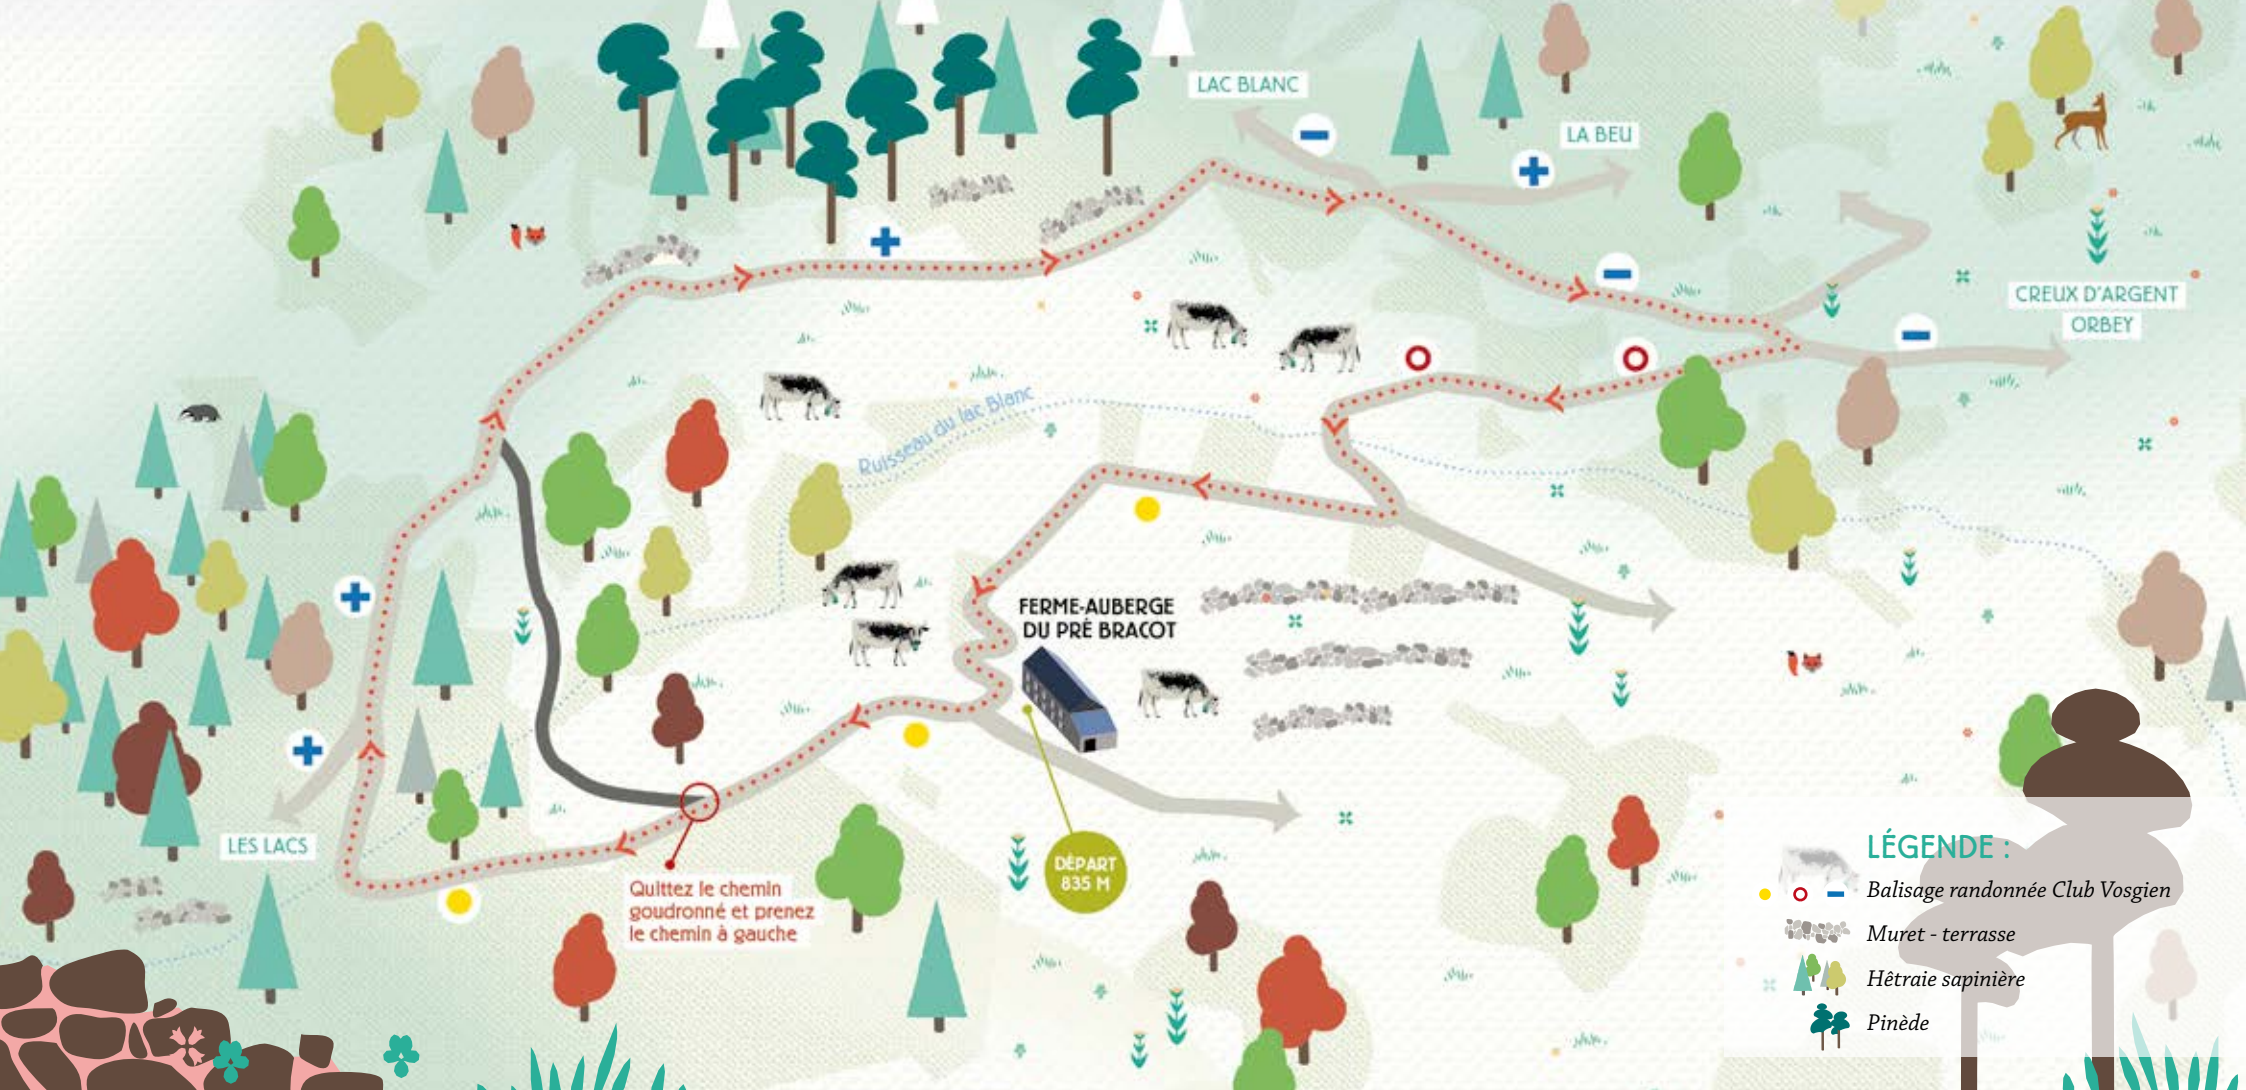 LAC BLANC
LA BEU
CREUX D'ARGENT
ORBEY
Ruisseau du lac Blanc
FERME-AUBERGE
DU PRÉ BRACOT
LES LACS
DÉPART
835 M
Quittez le chemin
goudronné et prenez
le chemin à gauche
LÉGENDE :
Balisage randonnée Club Vosgien
Muret - terrasse
Hêtraie sapinière
Pinède